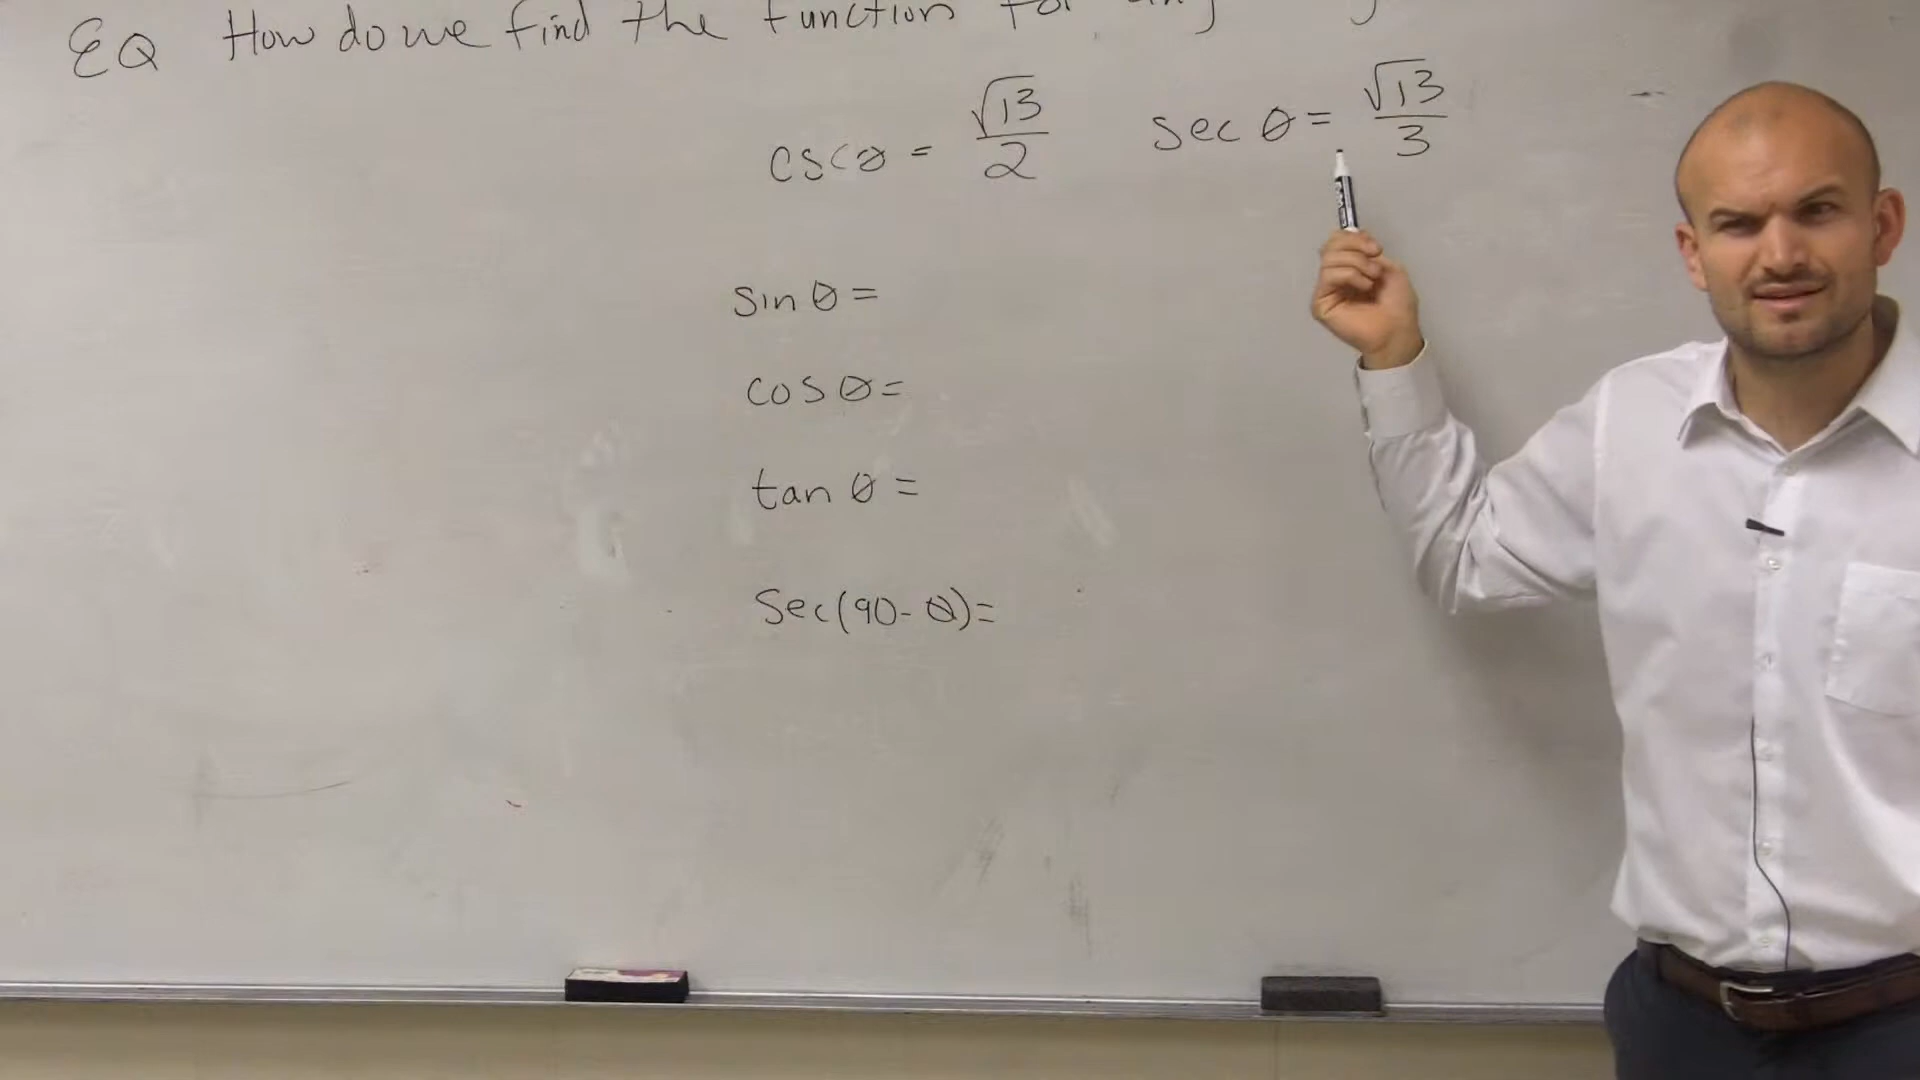 EQ How do we find the function for
csc θ = √13/2 sec θ = √13/3
sin θ =
cos θ =
tan θ =
Sec(90 - θ) =